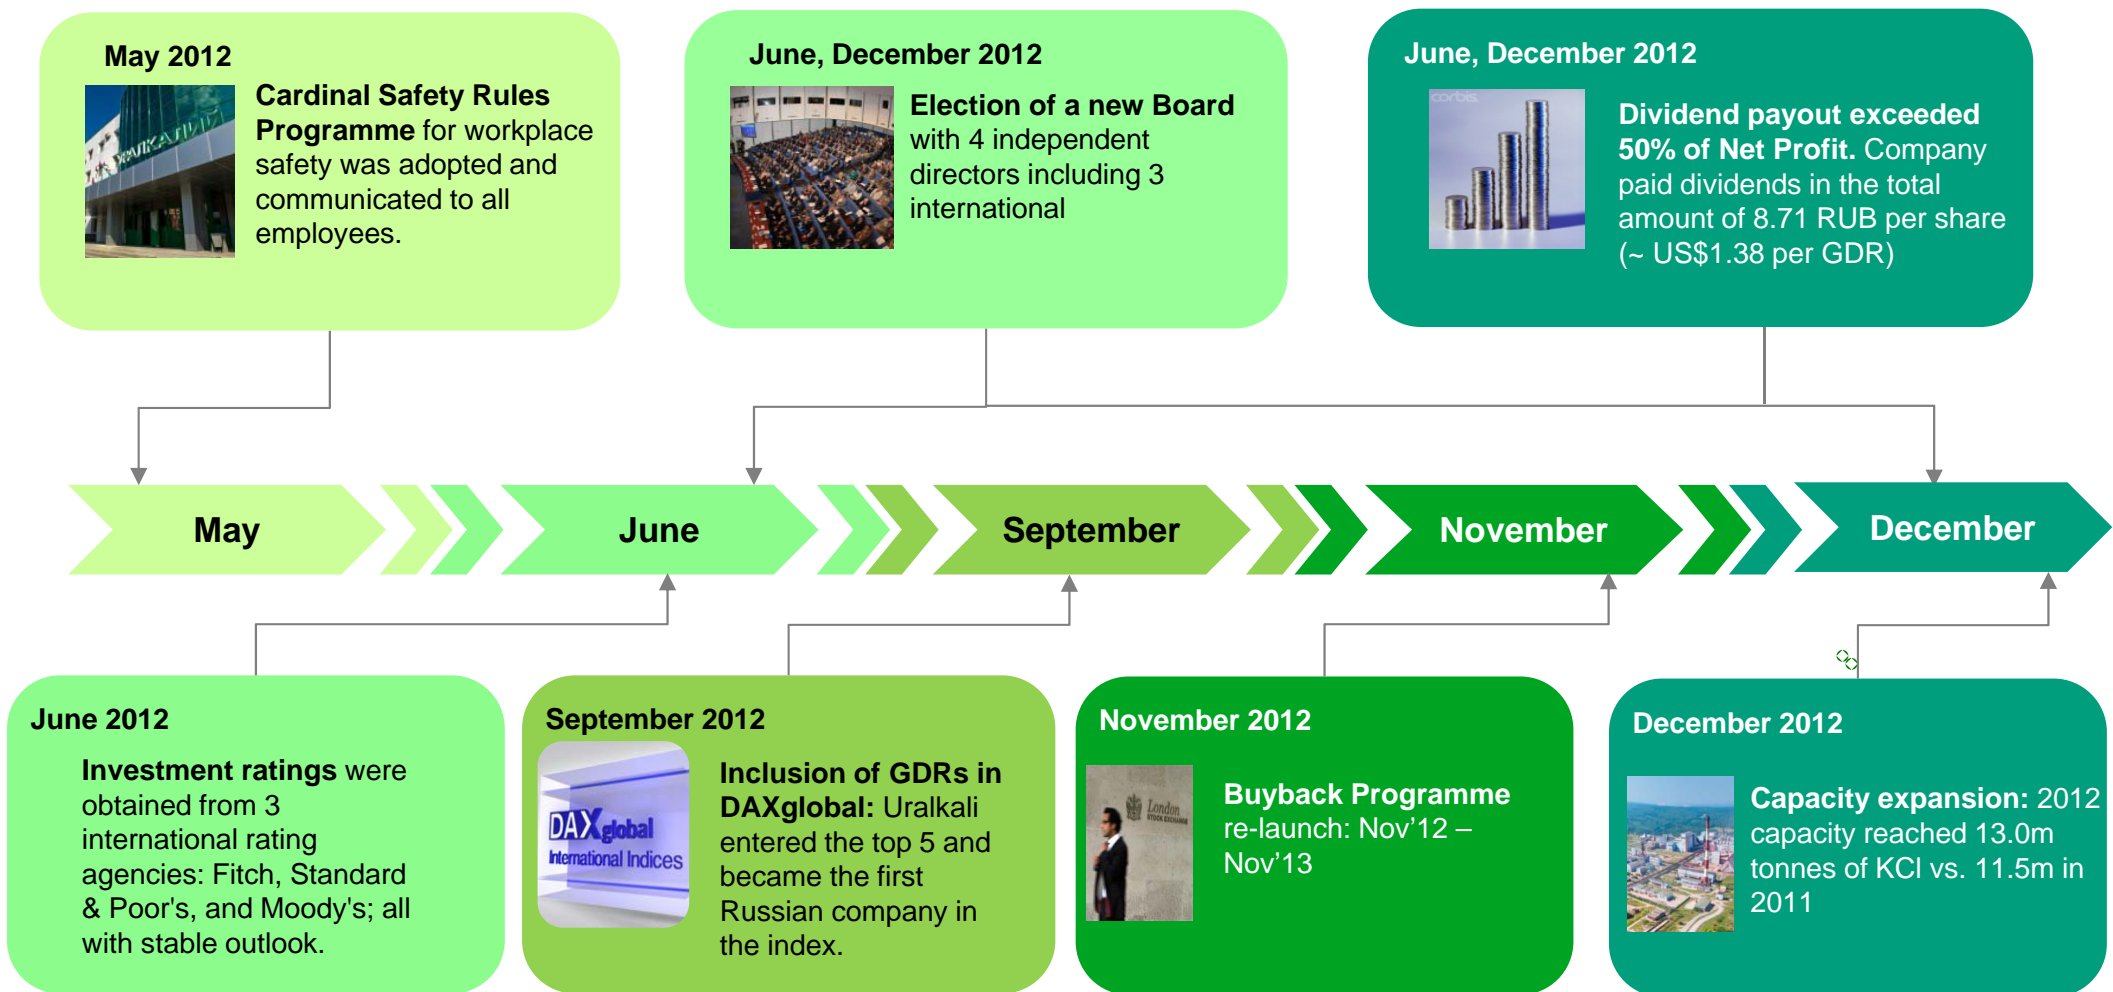 May 2012
Cardinal Safety Rules
Programme for workplace
safety was adopted and
communicated to all
employees.
June, December 2012
Election of a new Board
with 4 independent
directors including 3
international
June, December 2012
corbis
Dividend payout exceeded
50% of Net Profit. Company
paid dividends in the total
amount of 8.71 RUB per share
(~ US$1.38 per GDR)
May
June
September
November
December
June 2012
Investment ratings were
obtained from 3
international rating
agencies: Fitch, Standard
& Poor's, and Moody's; all
with stable outlook.
September 2012
DAXglobal
International Indices
Inclusion of GDRs in
DAXglobal: Uralkali
entered the top 5 and
became the first
Russian company in
the index.
November 2012
London
STOCK EXCHANGE
Buyback Programme
re-launch: Nov’12 –
Nov’13
December 2012
Capacity expansion: 2012
capacity reached 13.0m
tonnes of KCl vs. 11.5m in
2011